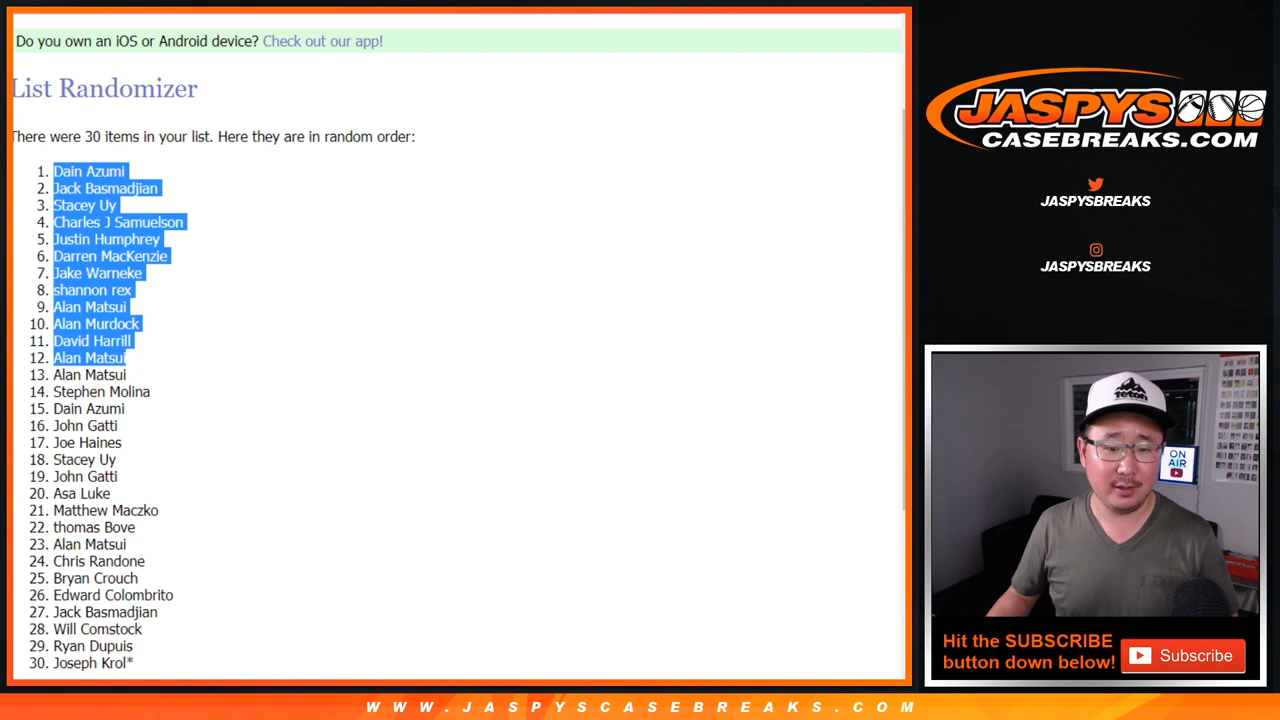 Do you own an iOS or Android device? Check out our app!
List Randomizer
There were 30 items in your list. Here they are in random order:
1. Dain Azumi
2. Jack Basmadjian
3. Stacey Uy
4. Charles J Samuelson
5. Justin Humphrey
6. Darren MacKenzie
7. Jake Warneke
8. shannon rex
9. Alan Matsui
10. Alan Murdock
11. David Harrill
12. Alan Matsui
13. Alan Matsui
14. Stephen Molina
15. Dain Azumi
16. John Gatti
17. Joe Haines
18. Stacey Uy
19. John Gatti
20. Asa Luke
21. Matthew Maczko
22. thomas Bove
23. Alan Matsui
24. Chris Randone
25. Bryan Crouch
26. Edward Colombrito
27. Jack Basmadjian
28. Will Comstock
29. Ryan Dupuis
30. Joseph Krol*
JASPYS
CASEBREAKS.COM
JASPYSBREAKS
JASPYSBREAKS
Teton
ON
AIR
Hit the SUBSCRIBE
button down below!
Subscribe
WWW.JASPYSCASEBREAKS.COM